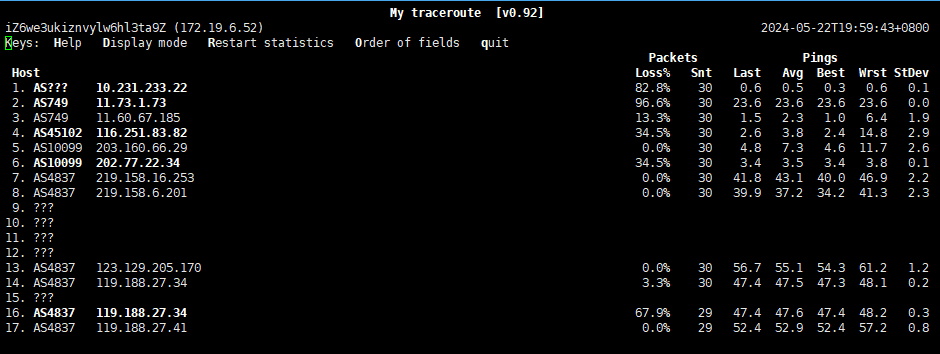 My traceroute  [v0.92]
iZ6we3ukiznvylw6hl3ta9Z (172.19.6.52) 2024-05-22T19:59:43+0800
Keys:  Help   Display mode   Restart statistics   Order of fields   quit
Packets Pings
Host Loss% Snt Last Avg Best Wrst StDev
1. AS??? 10.231.233.22 82.8% 30 0.6 0.5 0.3 0.6 0.1
2. AS749 11.73.1.73 96.6% 30 23.6 23.6 23.6 23.6 0.0
3. AS749 11.60.67.185 13.3% 30 1.5 2.3 1.0 6.4 1.9
4. AS45102 116.251.83.82 34.5% 30 2.6 3.8 2.4 14.8 2.9
5. AS10099 203.160.66.29 0.0% 30 4.8 7.3 4.6 11.7 2.6
6. AS10099 202.77.22.34 34.5% 30 3.4 3.5 3.4 3.8 0.1
7. AS4837 219.158.16.253 0.0% 30 41.8 43.1 40.0 46.9 2.2
8. AS4837 219.158.6.201 0.0% 30 39.9 37.2 34.2 41.3 2.3
9. ???
10. ???
11. ???
12. ???
13. AS4837 123.129.205.170 0.0% 30 56.7 55.1 54.3 61.2 1.2
14. AS4837 119.188.27.34 3.3% 30 47.4 47.5 47.3 48.1 0.2
15. ???
16. AS4837 119.188.27.34 67.9% 29 47.4 47.6 47.4 48.2 0.3
17. AS4837 119.188.27.41 0.0% 29 52.4 52.9 52.4 57.2 0.8